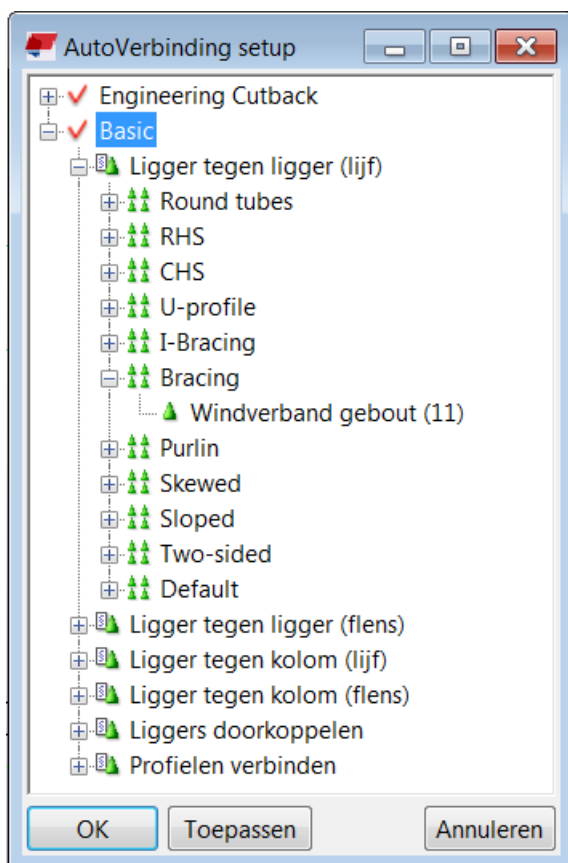 AutoVerbinding setup
Engineering Cutback
Basic
Ligger tegen ligger (lijf)
Round tubes
RHS
CHS
U-profile
I-Bracing
Bracing
Windverband gebout (11)
Purlin
Skewed
Sloped
Two-sided
Default
Ligger tegen ligger (flens)
Ligger tegen kolom (lijf)
Ligger tegen kolom (flens)
Liggers doorkoppelen
Profielen verbinden
OK Toepassen Annuleren